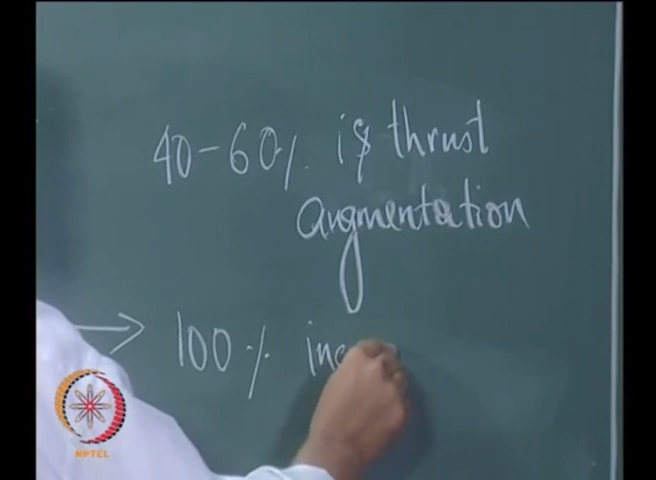 40-60% is thrust
augmentation
→ 100% inc
NPTEL